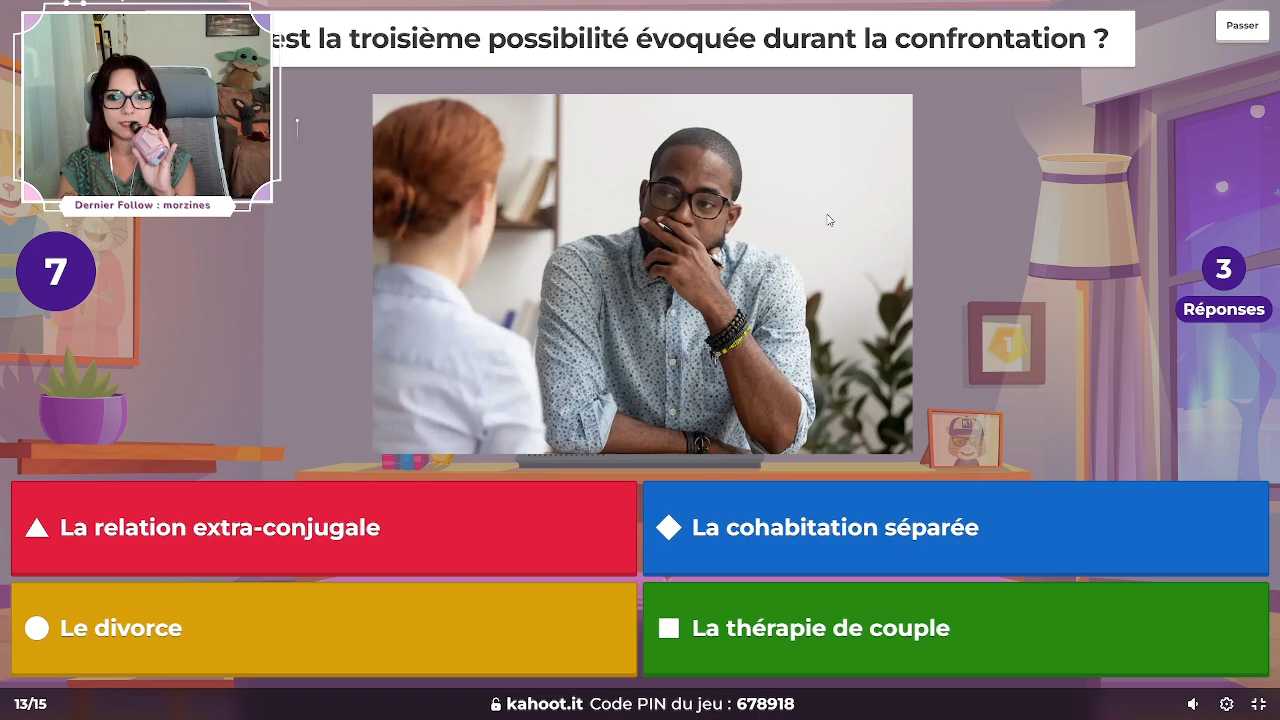 est la troisième possibilité évoquée durant la confrontation ?
Passer
Dernier Follow : morzines
7
3
Réponses
1
La relation extra-conjugale
La cohabitation séparée
Le divorce
La thérapie de couple
13/15
kahoot.it Code PIN du jeu : 678918